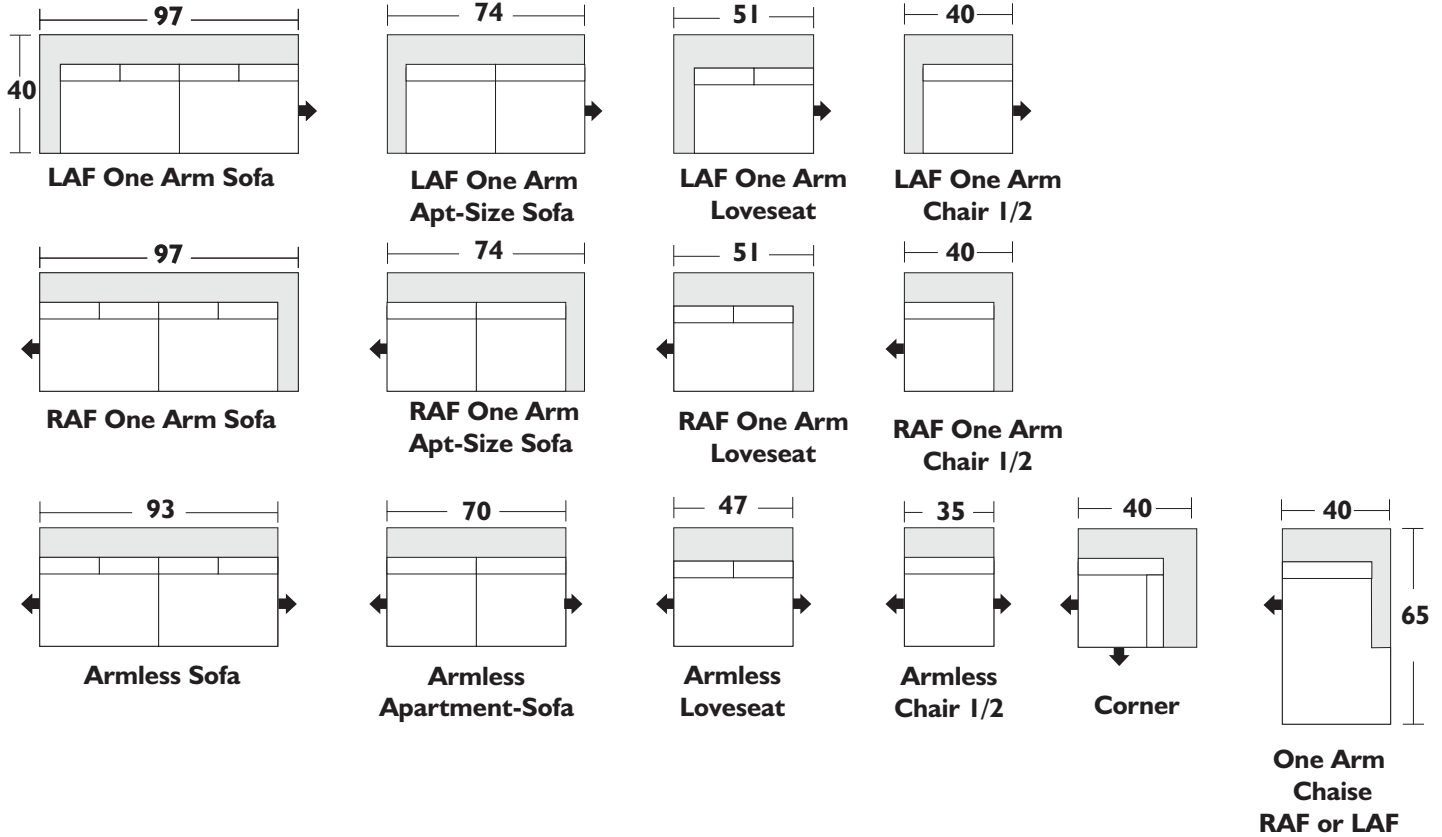 97
74
51
40
40
LAF One Arm Sofa
LAF One Arm
Apt-Size Sofa
LAF One Arm
Loveseat
LAF One Arm
Chair 1/2
97
74
51
40
RAF One Arm Sofa
RAF One Arm
Apt-Size Sofa
RAF One Arm
Loveseat
RAF One Arm
Chair 1/2
93
70
47
35
40
40
65
Armless Sofa
Armless
Apartment-Sofa
Armless
Loveseat
Armless
Chair 1/2
Corner
One Arm
Chaise
RAF or LAF